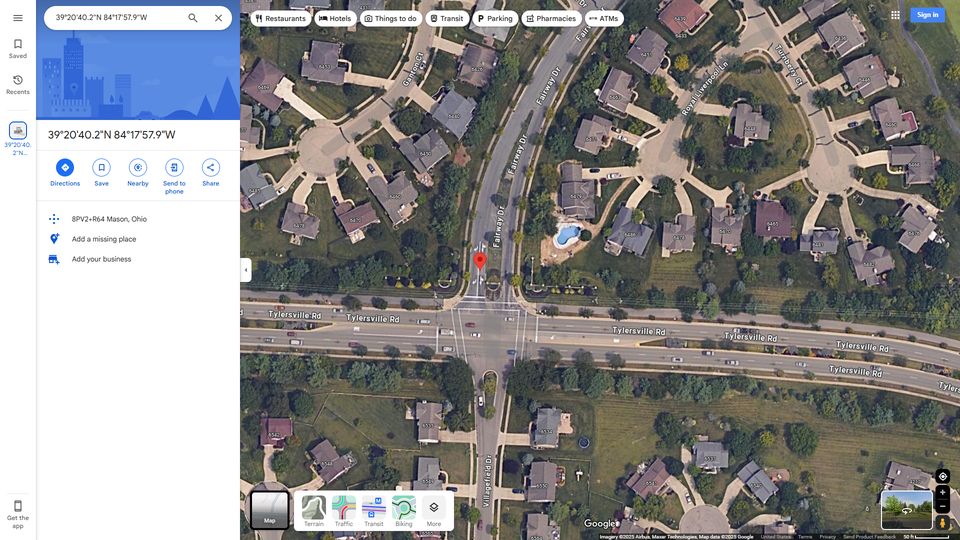 39°20'40.2"N 84°17'57.9"W
Restaurants
Hotels
Things to do
Transit
Parking
Pharmacies
ATMs
Sign in
Saved
Recents
39°20'40.
2"N...
39°20'40.2"N 84°17'57.9"W
Directions
Save
Nearby
Send to
phone
Share
8PV2+R64 Mason, Ohio
Add a missing place
Add your business
Get the
app
Fairway Dr
Fairway Dr
Fairway Dr
Royal Liverpool Ln
Turnberry Ct
Tylersville Rd
Tylersville Rd
Tylersville Rd
Tylersville Rd
Tylersville Rd
Tylersville Rd
Villagefield Dr
Map
Terrain
Traffic
Transit
Biking
More
Google
Imagery ©2025 Airbus, Maxar Technologies, Map data ©2025 Google
United States
Terms
Privacy
Send Product Feedback
50 ft